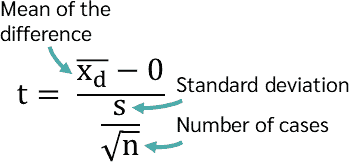 Mean of the
difference
t = (x̅d − 0) / (s / √n)
Standard deviation
Number of cases